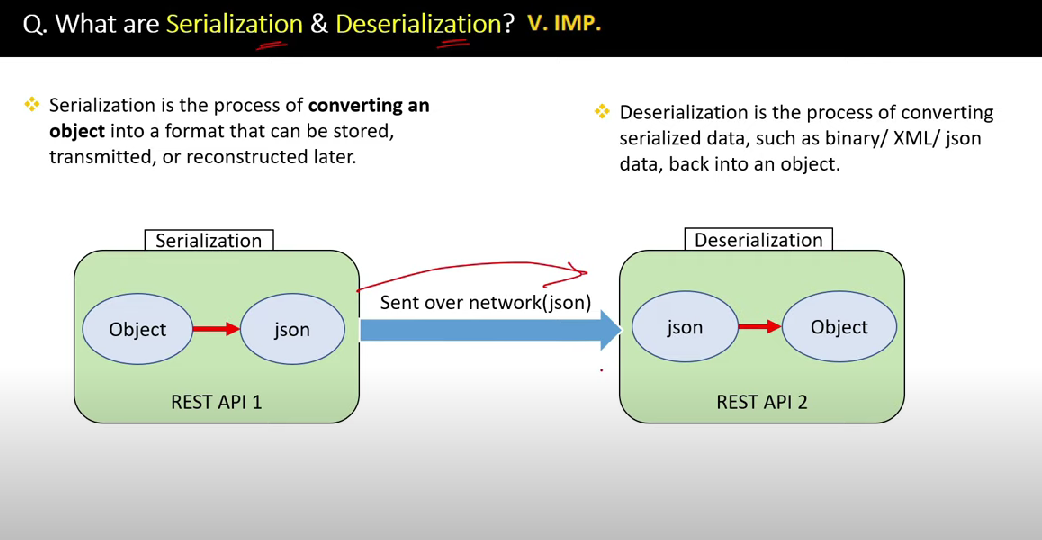 Q. What are Serialization & Deserialization? V. IMP.
Serialization is the process of converting an
object into a format that can be stored,
transmitted, or reconstructed later.
Deserialization is the process of converting
serialized data, such as binary/ XML/ json
data, back into an object.
Serialization
Object
json
REST API 1
Sent over network(json)
Deserialization
json
Object
REST API 2